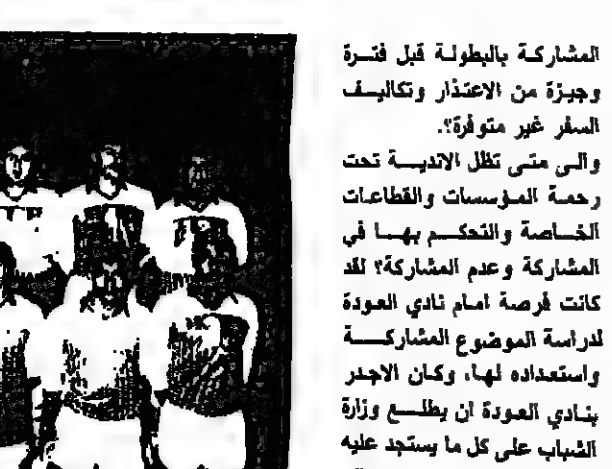 المشاركة بالبطولة قبل فترة
وجيزة من الاعتذار وتكاليف
السفر غير متوفرة؟.
والى متى تظل الاندية تحت
رحمة المؤسسات والقطاعات
الخاصة والتحكم بها في
المشاركة وعدم المشاركة؟ لقد
كانت فرصة امام نادي العودة
لدراسة الموضوع المشاركة
واستعداده لها، وكان الاجدر
بنادي العودة ان يطلع وزارة
الشباب على كل ما يستجد عليه